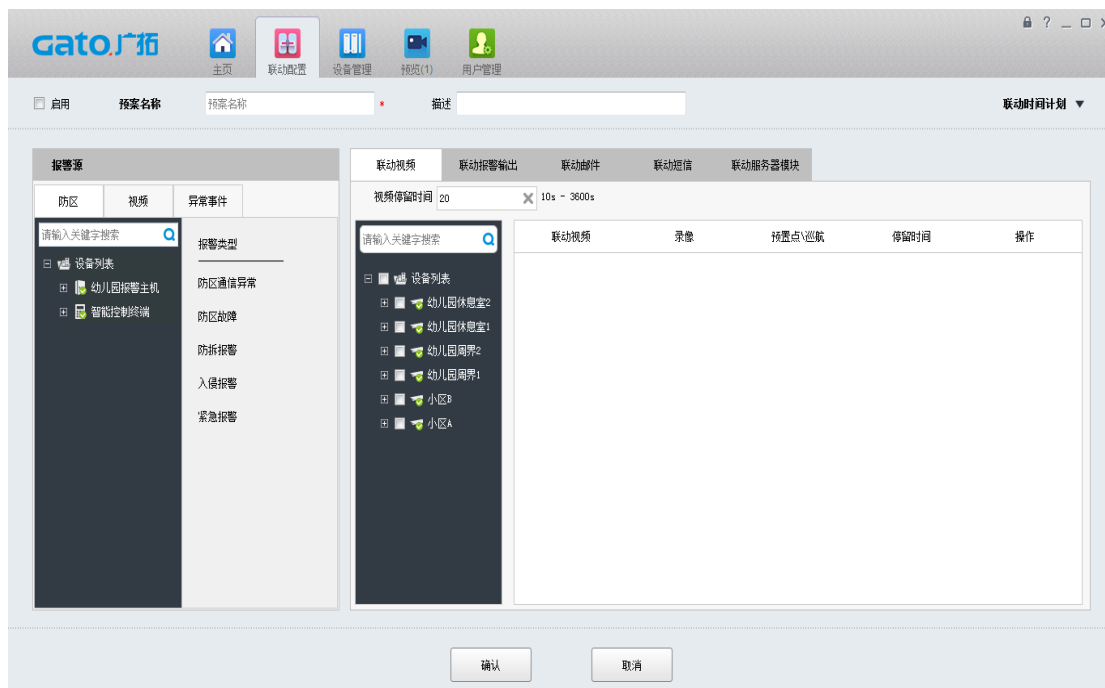 Gato.广拓
主页
联动配置
设备管理
预览(1)
用户管理
启用 预案名称 预案名称 * 描述 联动时间计划 ▼
报警源
防区 视频 异常事件
请输入关键字搜索
设备列表
幼儿园报警主机
智能控制终端
报警类型
防区通信异常
防区故障
防拆报警
入侵报警
紧急报警
联动视频 联动报警输出 联动邮件 联动短信 联动服务器模块
视频停留时间 20 10s - 3600s
请输入关键字搜索
设备列表
幼儿园休息室2
幼儿园休息室1
幼儿园周界2
幼儿园周界1
小区B
小区A
联动视频 录像 预置点\巡航 停留时间 操作
确认 取消